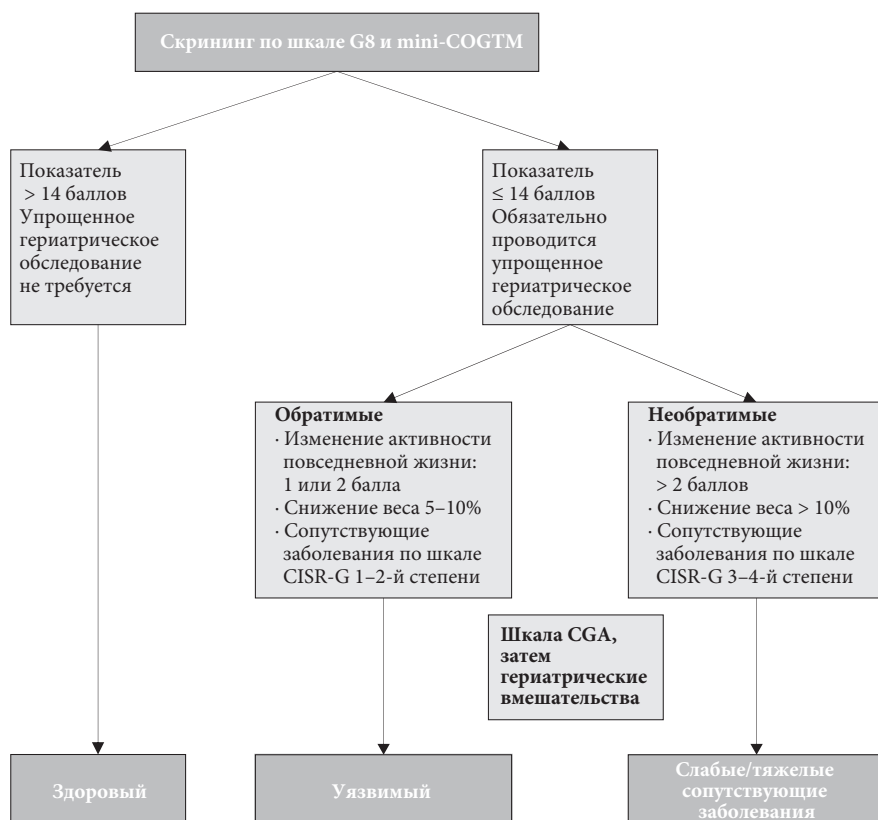 Скрининг по шкале G8 и mini-COGTM
Показатель
> 14 баллов
Упрощенное
гериатрическое
обследование
не требуется
Показатель
≤ 14 баллов
Обязательно
проводится
упрощенное
гериатрическое
обследование
Обратимые
· Изменение активности
повседневной жизни:
1 или 2 балла
· Снижение веса 5–10%
· Сопутствующие
заболевания по шкале
CISR-G 1–2-й степени
Необратимые
· Изменение активности
повседневной жизни:
> 2 баллов
· Снижение веса > 10%
· Сопутствующие
заболевания по шкале
CISR-G 3–4-й степени
Шкала CGA,
затем
гериатрические
вмешательства
Здоровый
Уязвимый
Слабые/тяжелые
сопутствующие
заболевания